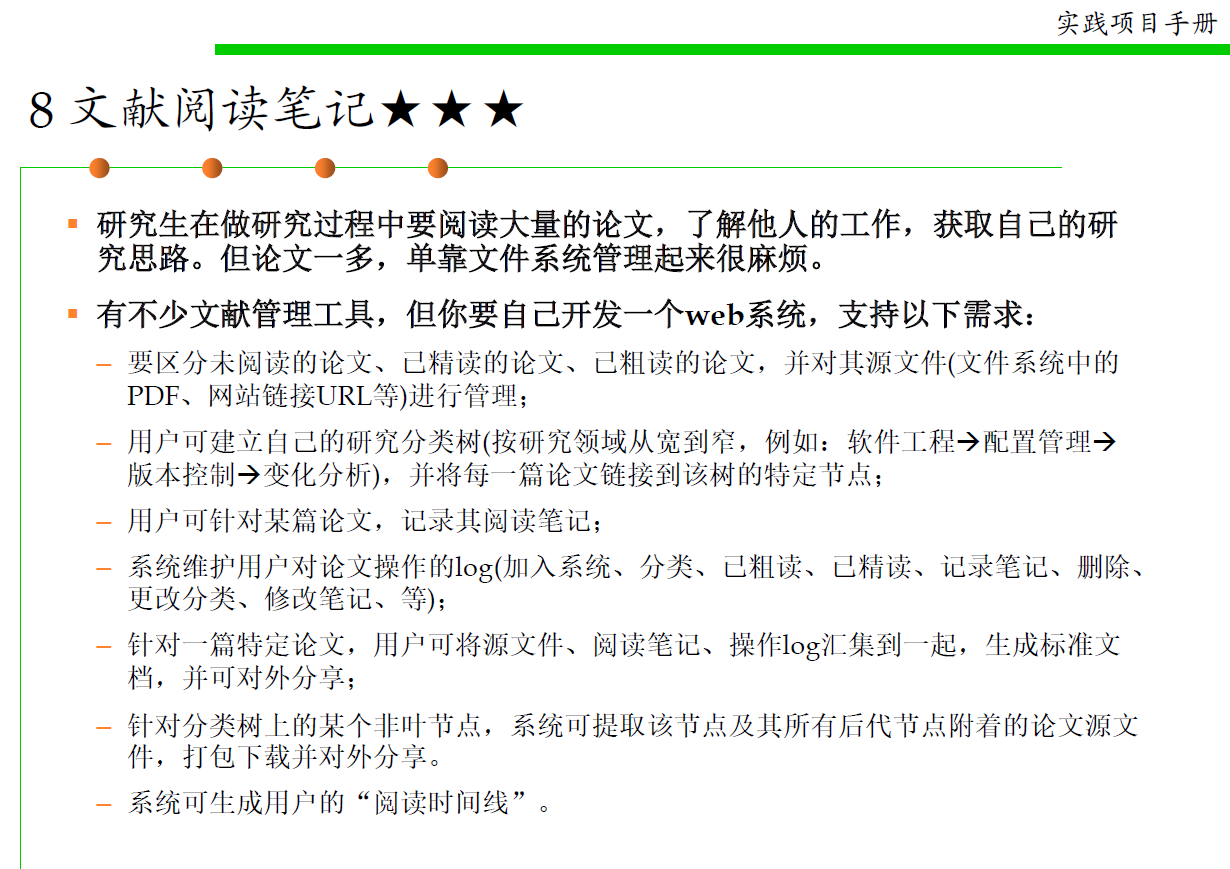 实践项目手册
8 文献阅读笔记★★★
研究生在做研究过程中要阅读大量的论文，了解他人的工作，获取自己的研
究思路。但论文一多，单靠文件系统管理起来很麻烦。
有不少文献管理工具，但你要自己开发一个web系统，支持以下需求：
– 要区分未阅读的论文、已精读的论文、已粗读的论文，并对其源文件(文件系统中的
PDF、网站链接URL等)进行管理；
– 用户可建立自己的研究分类树(按研究领域从宽到窄，例如：软件工程→配置管理→
版本控制→变化分析)，并将每一篇论文链接到该树的特定节点；
– 用户可针对某篇论文，记录其阅读笔记；
– 系统维护用户对论文操作的log(加入系统、分类、已粗读、已精读、记录笔记、删除、
更改分类、修改笔记、等)；
– 针对一篇特定论文，用户可将源文件、阅读笔记、操作log汇集到一起，生成标准文
档，并可对外分享；
– 针对分类树上的某个非叶节点，系统可提取该节点及其所有后代节点附着的论文源文
件，打包下载并对外分享。
– 系统可生成用户的“阅读时间线”。